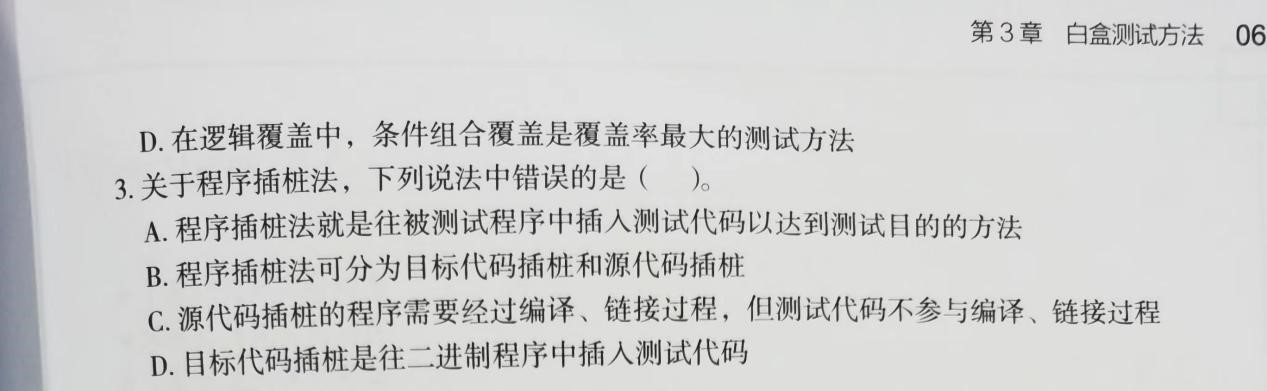 第3章 白盒测试方法 06
D. 在逻辑覆盖中，条件组合覆盖是覆盖率最大的测试方法
3. 关于程序插桩法，下列说法中错误的是（ ）。
A. 程序插桩法就是往被测试程序中插入测试代码以达到测试目的的方法
B. 程序插桩法可分为目标代码插桩和源代码插桩
C. 源代码插桩的程序需要经过编译、链接过程，但测试代码不参与编译、链接过程
D. 目标代码插桩是往二进制程序中插入测试代码